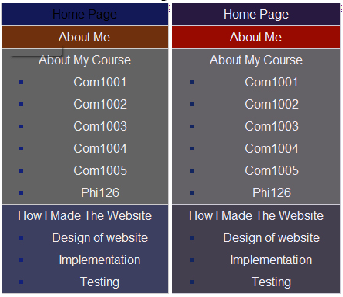 Home Page
About Me
About My Course
Com1001
Com1002
Com1003
Com1004
Com1005
Phi126
How I Made The Website
Design of website
Implementation
Testing
Home Page
About Me
About My Course
Com1001
Com1002
Com1003
Com1004
Com1005
Phi126
How I Made The Website
Design of website
Implementation
Testing